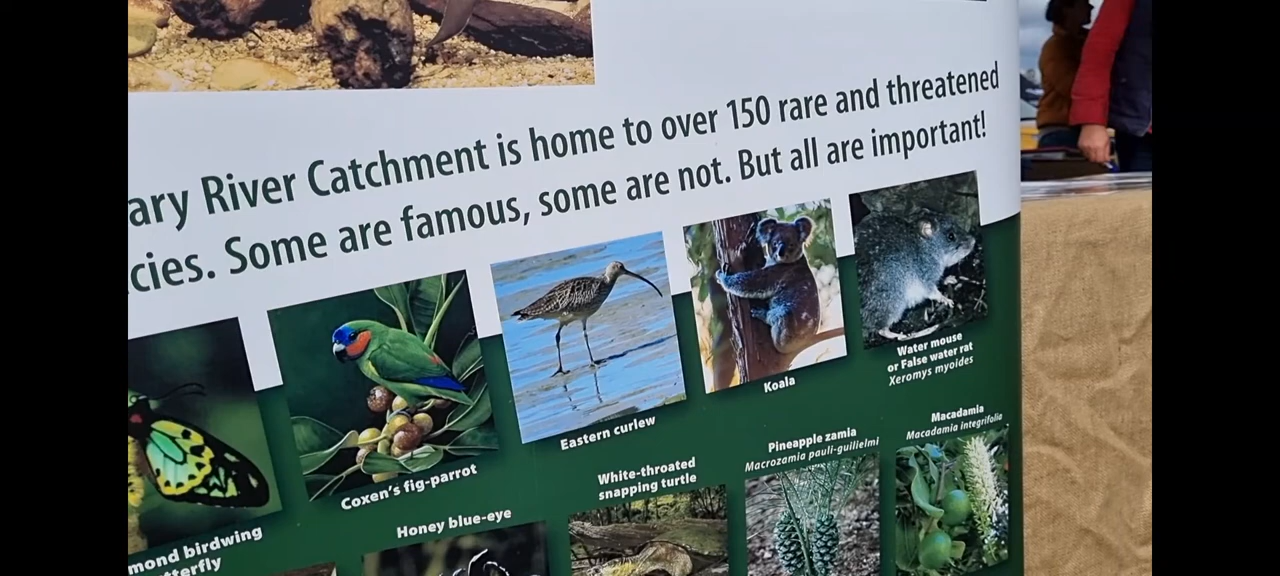 ary River Catchment is home to over 150 rare and threatened
cies. Some are famous, some are not. But all are important!
mond birdwing
tterfly
Coxen's fig-parrot
Eastern curlew
Koala
Water mouse
or False water rat
Xeromys myoides
Honey blue-eye
White-throated
snapping turtle
Pineapple zamia
Macrozamia pauli-guilielmi
Macadamia
Macadamia integrifolia